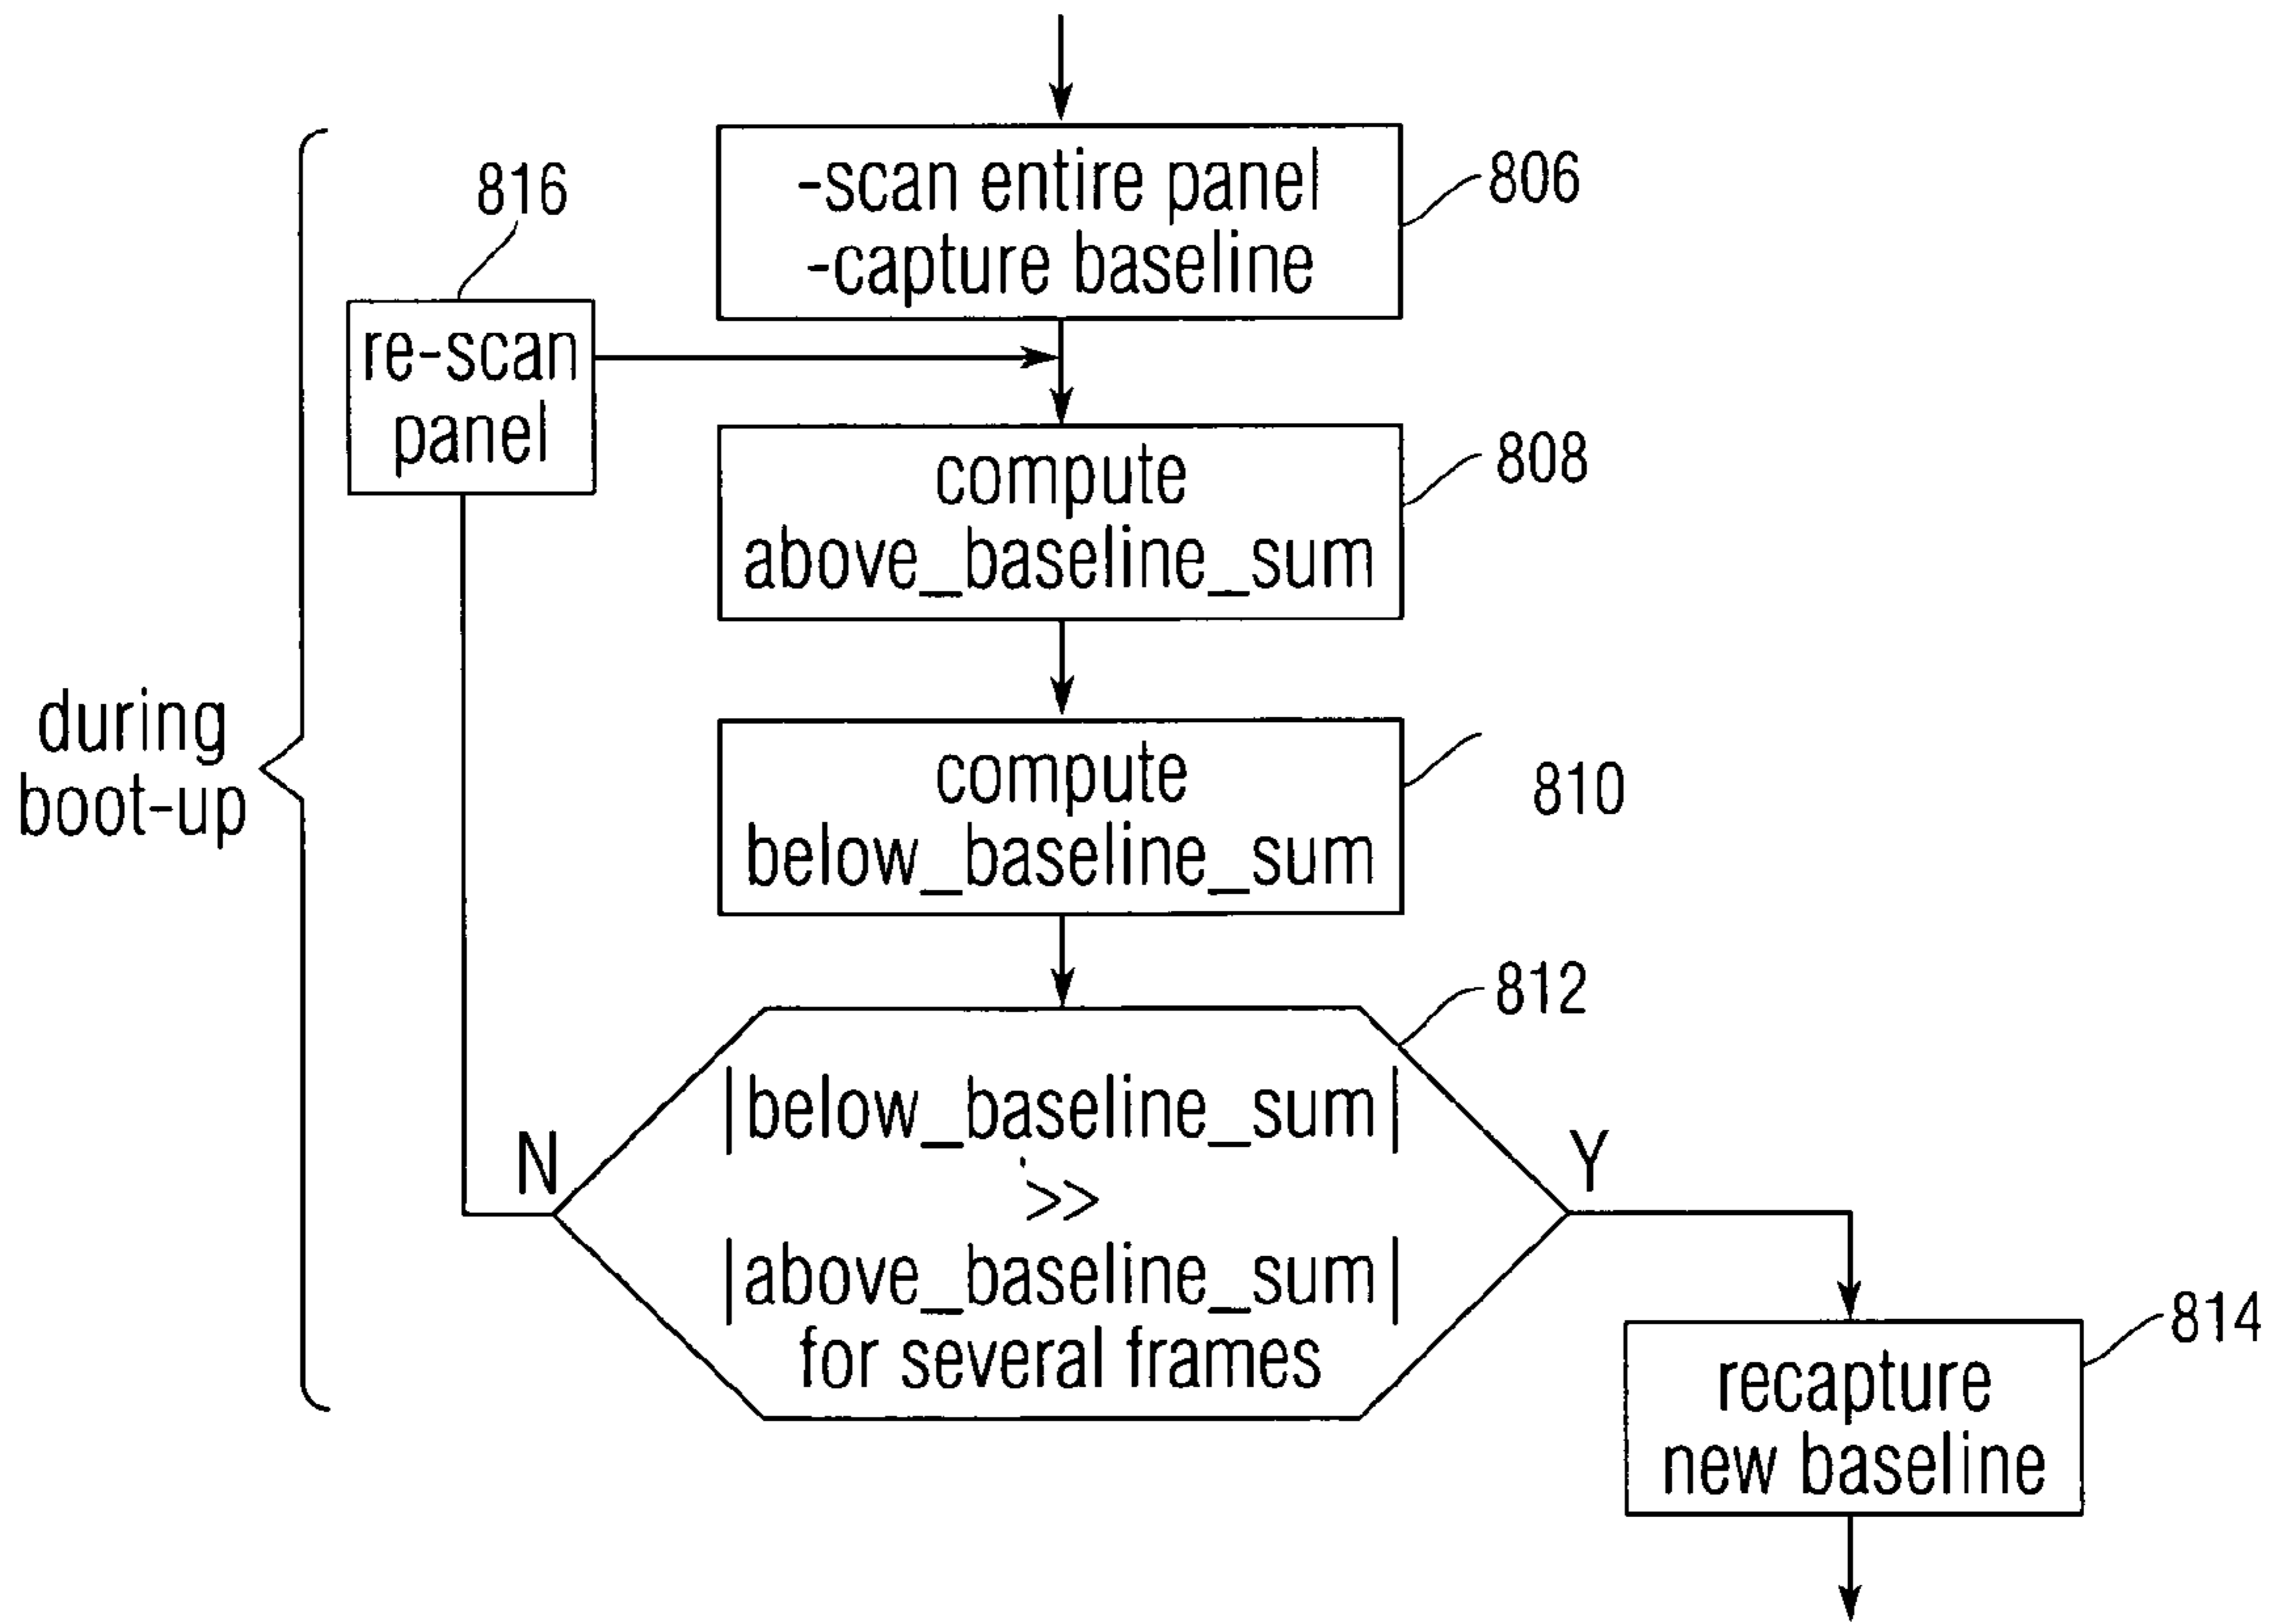 -scan entire panel
-capture baseline
806
816
re-scan
panel
compute
above_baseline_sum
808
compute
below_baseline_sum
810
during
boot-up
|below_baseline_sum|
>>
|above_baseline_sum|
for several frames
812
N
Y
recapture
new baseline
814